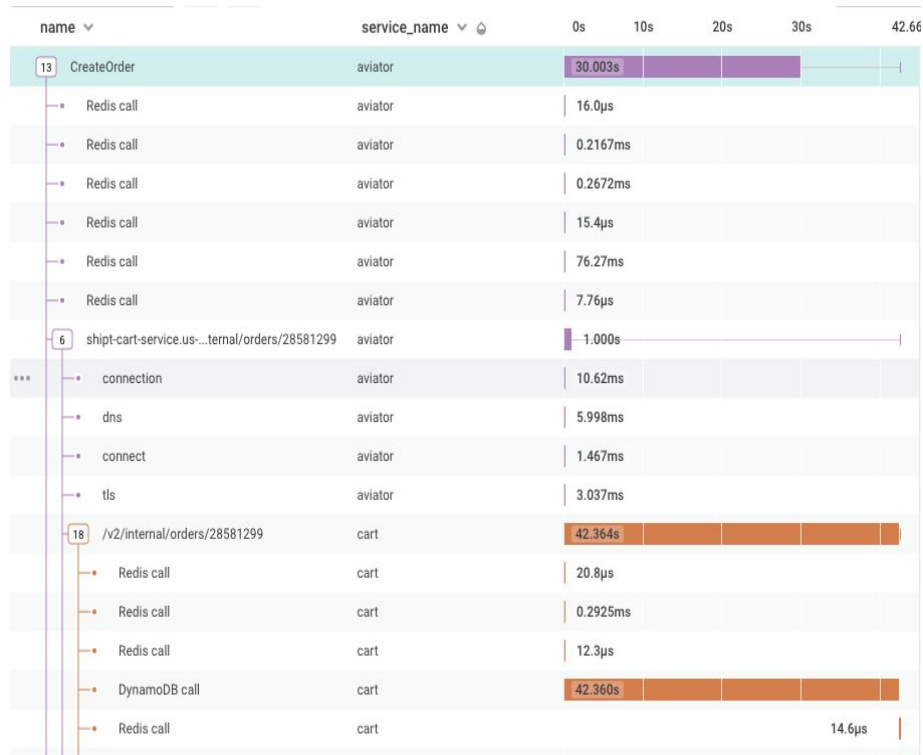 name service_name 0s 10s 20s 30s 42.66
13 CreateOrder aviator 30.003s
Redis call aviator 16.0µs
Redis call aviator 0.2167ms
Redis call aviator 0.2672ms
Redis call aviator 15.4µs
Redis call aviator 76.27ms
Redis call aviator 7.76µs
6 shipt-cart-service.us-...ternal/orders/28581299 aviator 1.000s
connection aviator 10.62ms
dns aviator 5.998ms
connect aviator 1.467ms
tls aviator 3.037ms
18 /v2/internal/orders/28581299 cart 42.364s
Redis call cart 20.8µs
Redis call cart 0.2925ms
Redis call cart 12.3µs
DynamoDB call cart 42.360s
Redis call cart 14.6µs